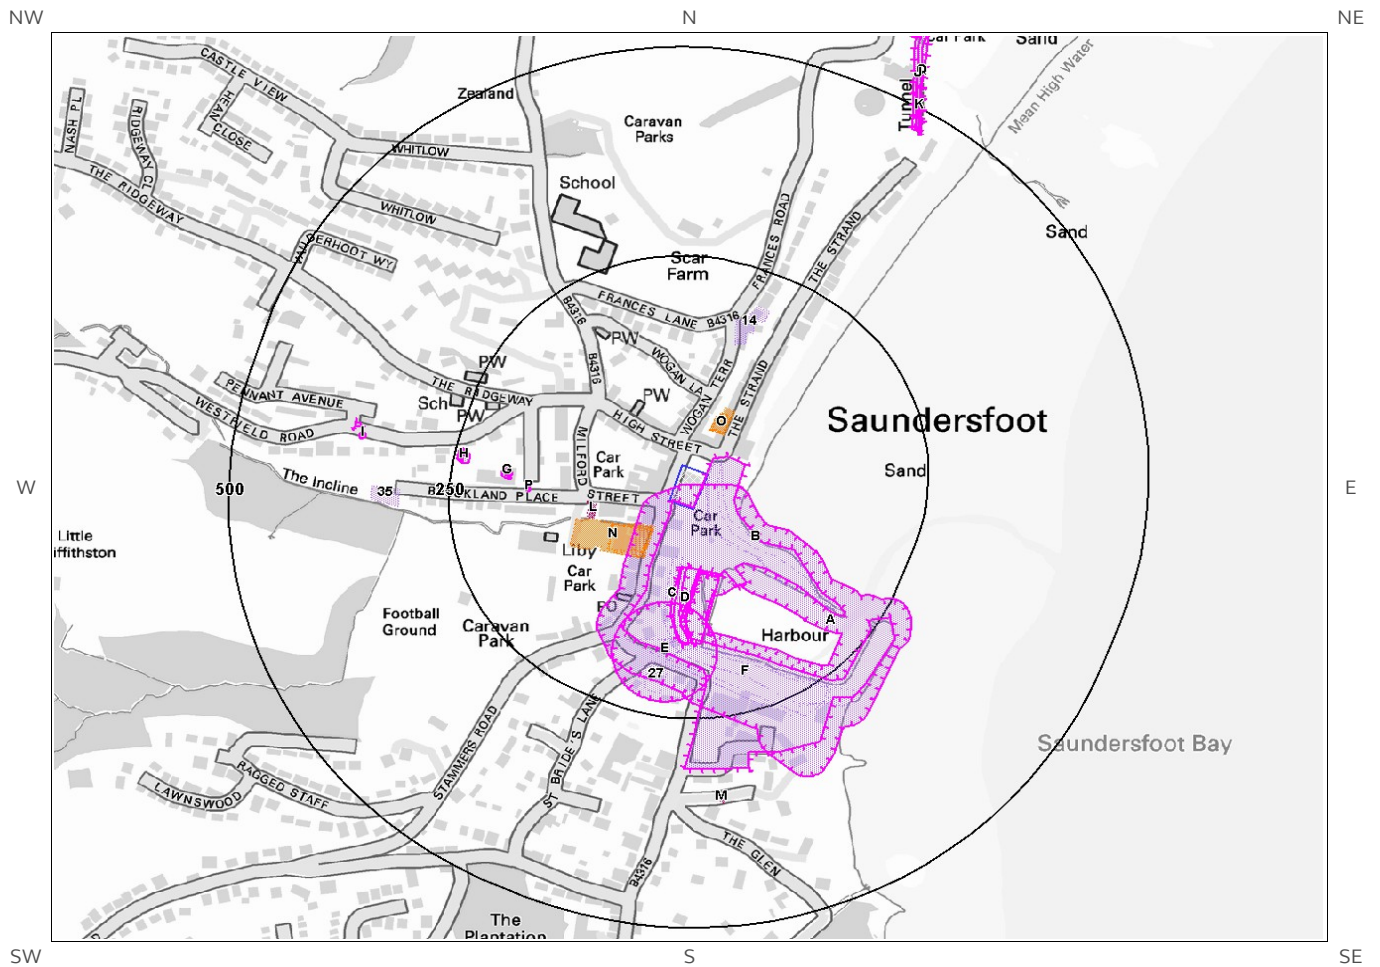 NW
N
NE
Car Park
Sand
CASTLE VIEW
Zealand
J
K
Tunnel
Mean High Water
NASH PL
RIDGEWAY CL
HEAN CLOSE
Caravan
Parks
WHITLOW
THE RIDGEWAY
School
WHITLOW
Sand
FRANCES ROAD
THE STRAND
Scar
Farm
FRANCES LANE
B4316
B4316
14
PW
WOGAN LA
WOGAN TERR
THE STRAND
PW
THE RIDGEWAY
B4316
PENNANT AVENUE
Sch
PW
PW
WESTFIELD ROAD
HIGH STREET
O
Saundersfoot
I
H
G
MILFORD
Car
Park
Sand
The Incline
W
500
250
35
P
STREET
BROOKLAND PLACE
L
E
Car
Park
Little
iffithston
N
B
Liby
Car
Park
C
D
PO
A
Football
Ground
Caravan
Park
Harbour
E
27
F
STAMMERS ROAD
ST BRIDE'S LANE
Saundersfoot Bay
RAGGED STAFF
LAWNSWOOD
M
THE GLEN
B4316
The
Plantation
SW
S
SE